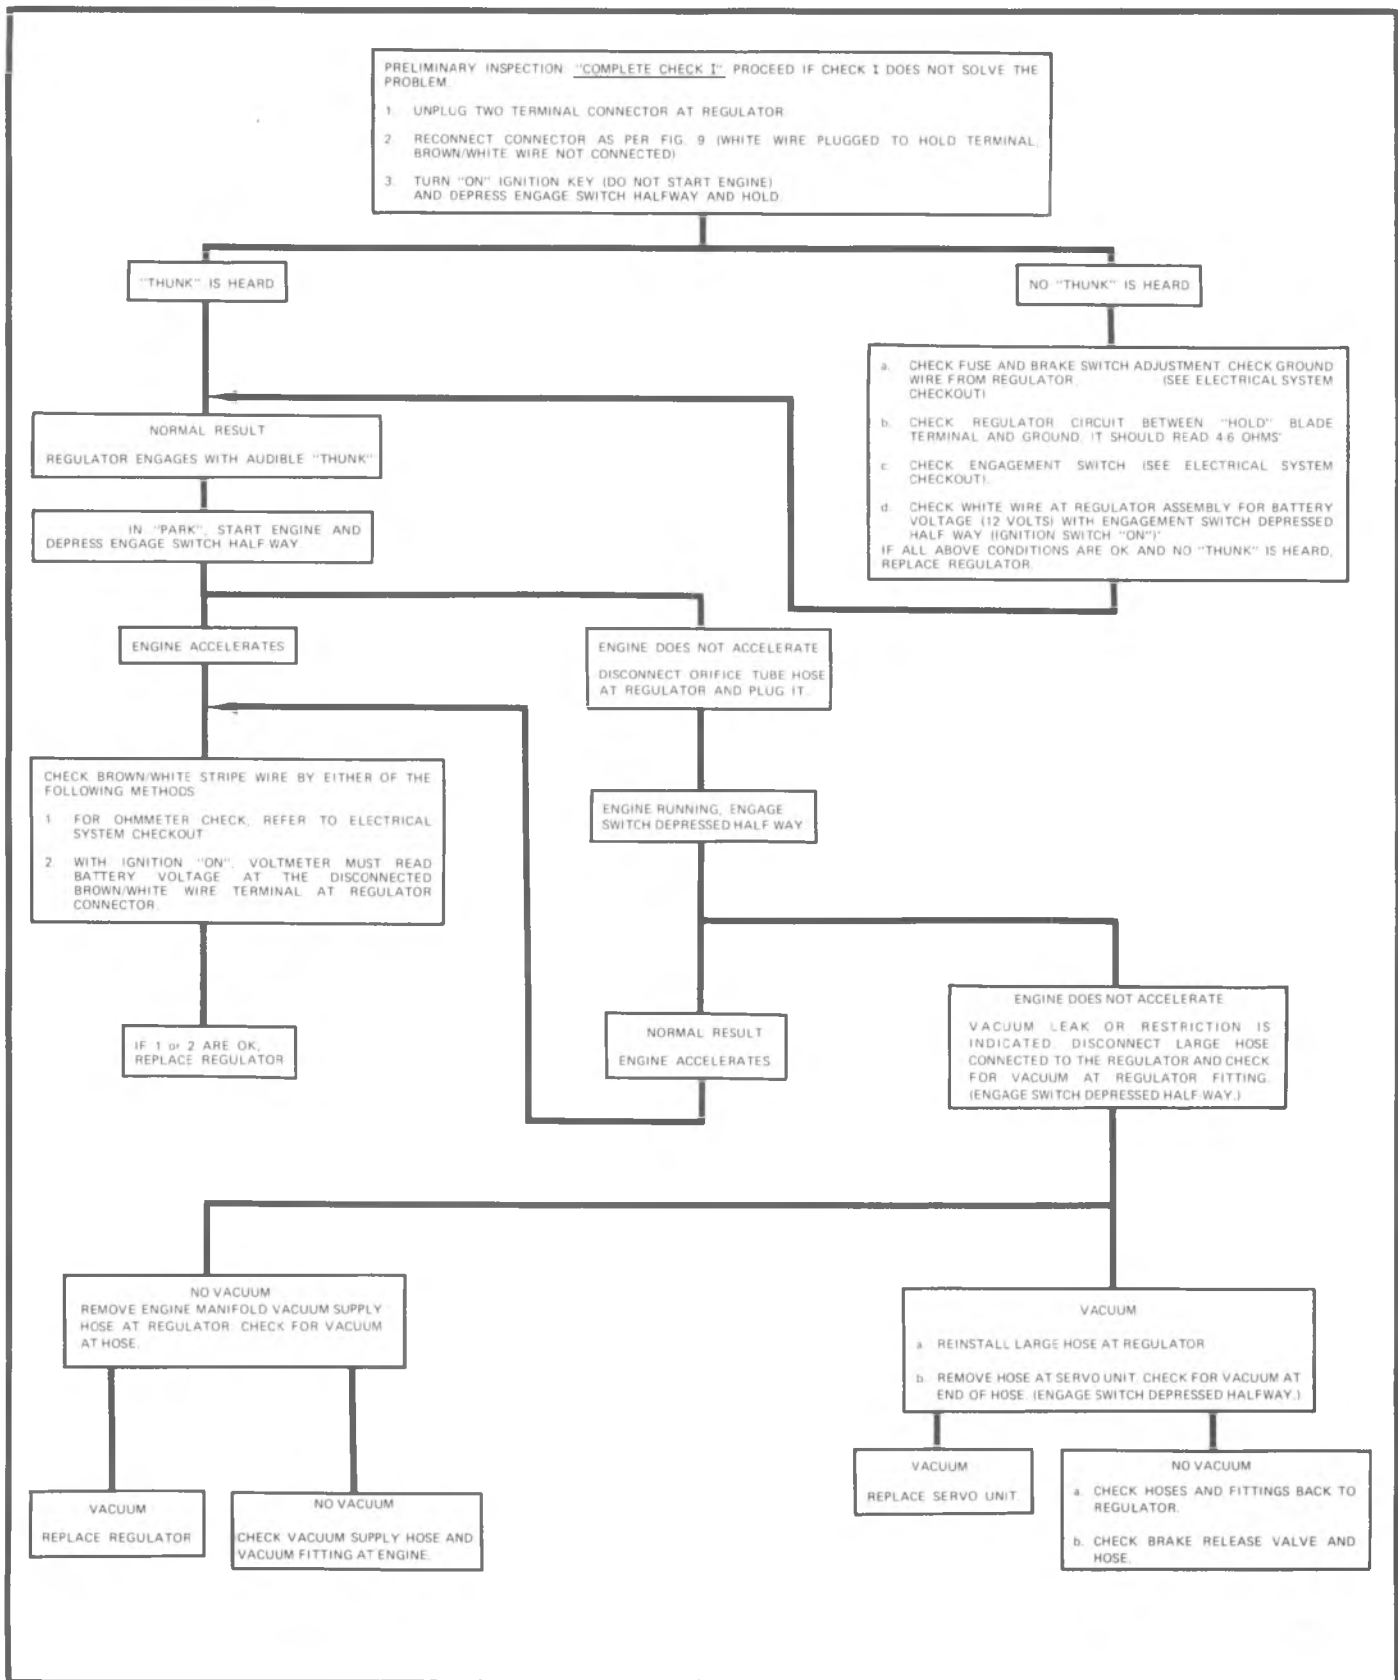 PRELIMINARY INSPECTION "COMPLETE CHECK I" PROCEED IF CHECK I DOES NOT SOLVE THE
PROBLEM.
1. UNPLUG TWO TERMINAL CONNECTOR AT REGULATOR
2. RECONNECT CONNECTOR AS PER FIG. 9 (WHITE WIRE PLUGGED TO HOLD TERMINAL,
BROWN/WHITE WIRE NOT CONNECTED)
3. TURN "ON" IGNITION KEY (DO NOT START ENGINE)
AND DEPRESS ENGAGE SWITCH HALFWAY AND HOLD.
"THUNK" IS HEARD
NO "THUNK" IS HEARD
a. CHECK FUSE AND BRAKE SWITCH ADJUSTMENT. CHECK GROUND
WIRE FROM REGULATOR. (SEE ELECTRICAL SYSTEM
CHECKOUT)
b. CHECK REGULATOR CIRCUIT BETWEEN "HOLD" BLADE
TERMINAL AND GROUND. IT SHOULD READ 4-6 OHMS"
c. CHECK ENGAGEMENT SWITCH (SEE ELECTRICAL SYSTEM
CHECKOUT).
d. CHECK WHITE WIRE AT REGULATOR ASSEMBLY FOR BATTERY
VOLTAGE (12 VOLTS) WITH ENGAGEMENT SWITCH DEPRESSED
HALF WAY (IGNITION SWITCH "ON")"
IF ALL ABOVE CONDITIONS ARE OK AND NO "THUNK" IS HEARD,
REPLACE REGULATOR.
NORMAL RESULT
REGULATOR ENGAGES WITH AUDIBLE "THUNK"
IN "PARK", START ENGINE AND
DEPRESS ENGAGE SWITCH HALF WAY.
ENGINE ACCELERATES
ENGINE DOES NOT ACCELERATE
DISCONNECT ORIFICE TUBE HOSE
AT REGULATOR AND PLUG IT.
CHECK BROWN/WHITE STRIPE WIRE BY EITHER OF THE
FOLLOWING METHODS
1 FOR OHMMETER CHECK, REFER TO ELECTRICAL
SYSTEM CHECKOUT
2. WITH IGNITION "ON", VOLTMETER MUST READ
BATTERY VOLTAGE AT THE DISCONNECTED
BROWN/WHITE WIRE TERMINAL AT REGULATOR
CONNECTOR.
ENGINE RUNNING, ENGAGE
SWITCH DEPRESSED HALF WAY
IF 1 or 2 ARE OK,
REPLACE REGULATOR
NORMAL RESULT
ENGINE ACCELERATES
ENGINE DOES NOT ACCELERATE
VACUUM LEAK OR RESTRICTION IS
INDICATED. DISCONNECT LARGE HOSE
CONNECTED TO THE REGULATOR AND CHECK
FOR VACUUM AT REGULATOR FITTING.
(ENGAGE SWITCH DEPRESSED HALF-WAY.)
NO VACUUM
REMOVE ENGINE MANIFOLD VACUUM SUPPLY
HOSE AT REGULATOR. CHECK FOR VACUUM
AT HOSE.
VACUUM
a. REINSTALL LARGE HOSE AT REGULATOR
b. REMOVE HOSE AT SERVO UNIT. CHECK FOR VACUUM AT
END OF HOSE. (ENGAGE SWITCH DEPRESSED HALFWAY.)
VACUUM
REPLACE REGULATOR
NO VACUUM
(CHECK VACUUM SUPPLY HOSE AND
VACUUM FITTING AT ENGINE.
VACUUM
REPLACE SERVO UNIT.
NO VACUUM
a. CHECK HOSES AND FITTINGS BACK TO
REGULATOR.
b. CHECK BRAKE RELEASE VALVE AND
HOSE.